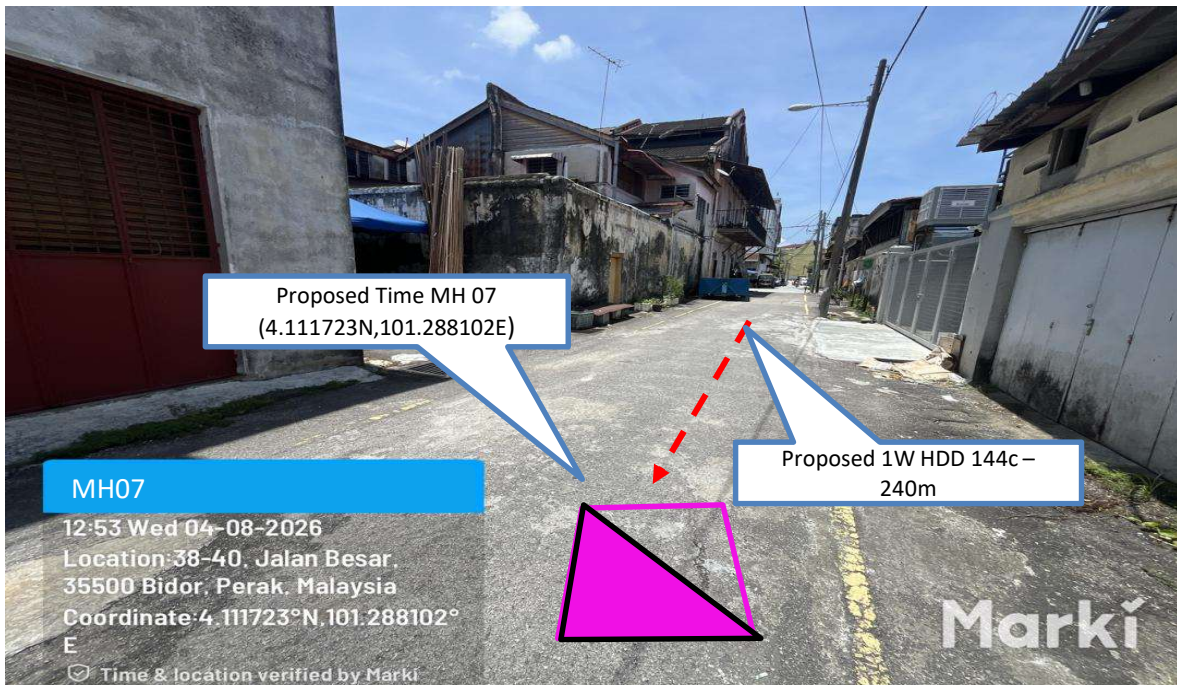 Proposed Time MH 07
(4.111723N,101.288102E)
Proposed 1W HDD 144c –
240m
MH07
12:53 Wed 04-08-2026
Location:38-40, Jalan Besar,
35500 Bidor, Perak, Malaysia
Coordinate:4.111723°N,101.288102°
E
Time & location verified by Marki
Marki